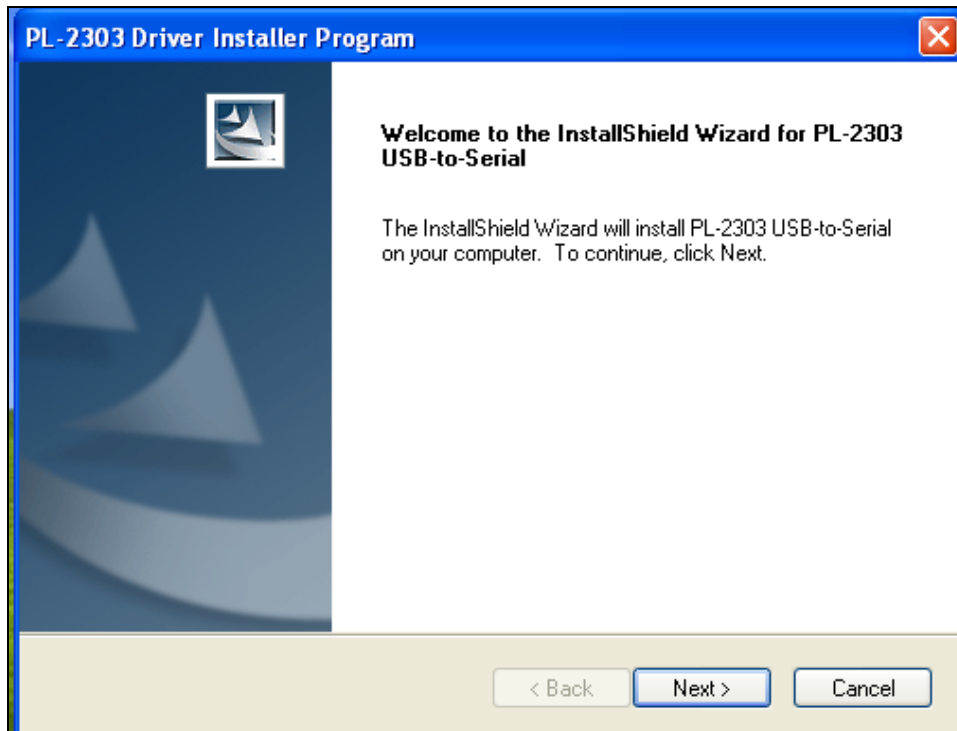 PL-2303 Driver Installer Program
Welcome to the InstallShield Wizard for PL-2303
USB-to-Serial
The InstallShield Wizard will install PL-2303 USB-to-Serial
on your computer.  To continue, click Next.
< Back
Next >
Cancel